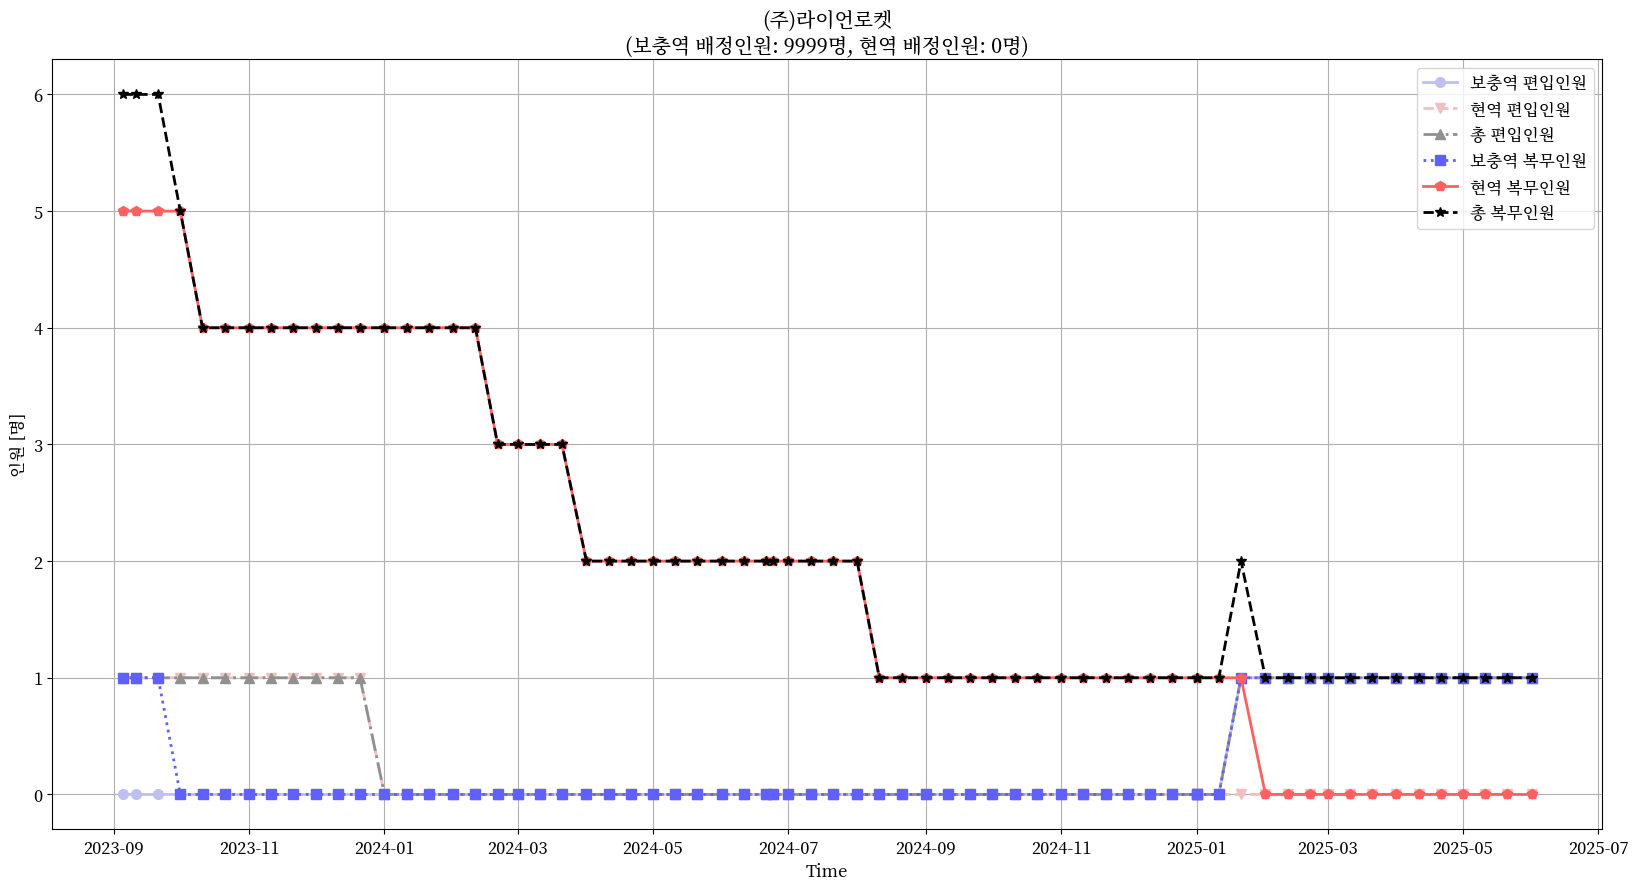 (주)라이언로켓
(보충역 배정인원: 9999명, 현역 배정인원: 0명)
보충역 편입인원
현역 편입인원
총 편입인원
보충역 복무인원
현역 복무인원
총 복무인원
인원 [명]
6
5
4
3
2
1
0
2023-09 2023-11 2024-01 2024-03 2024-05 2024-07 2024-09 2024-11 2025-01 2025-03 2025-05 2025-07
Time